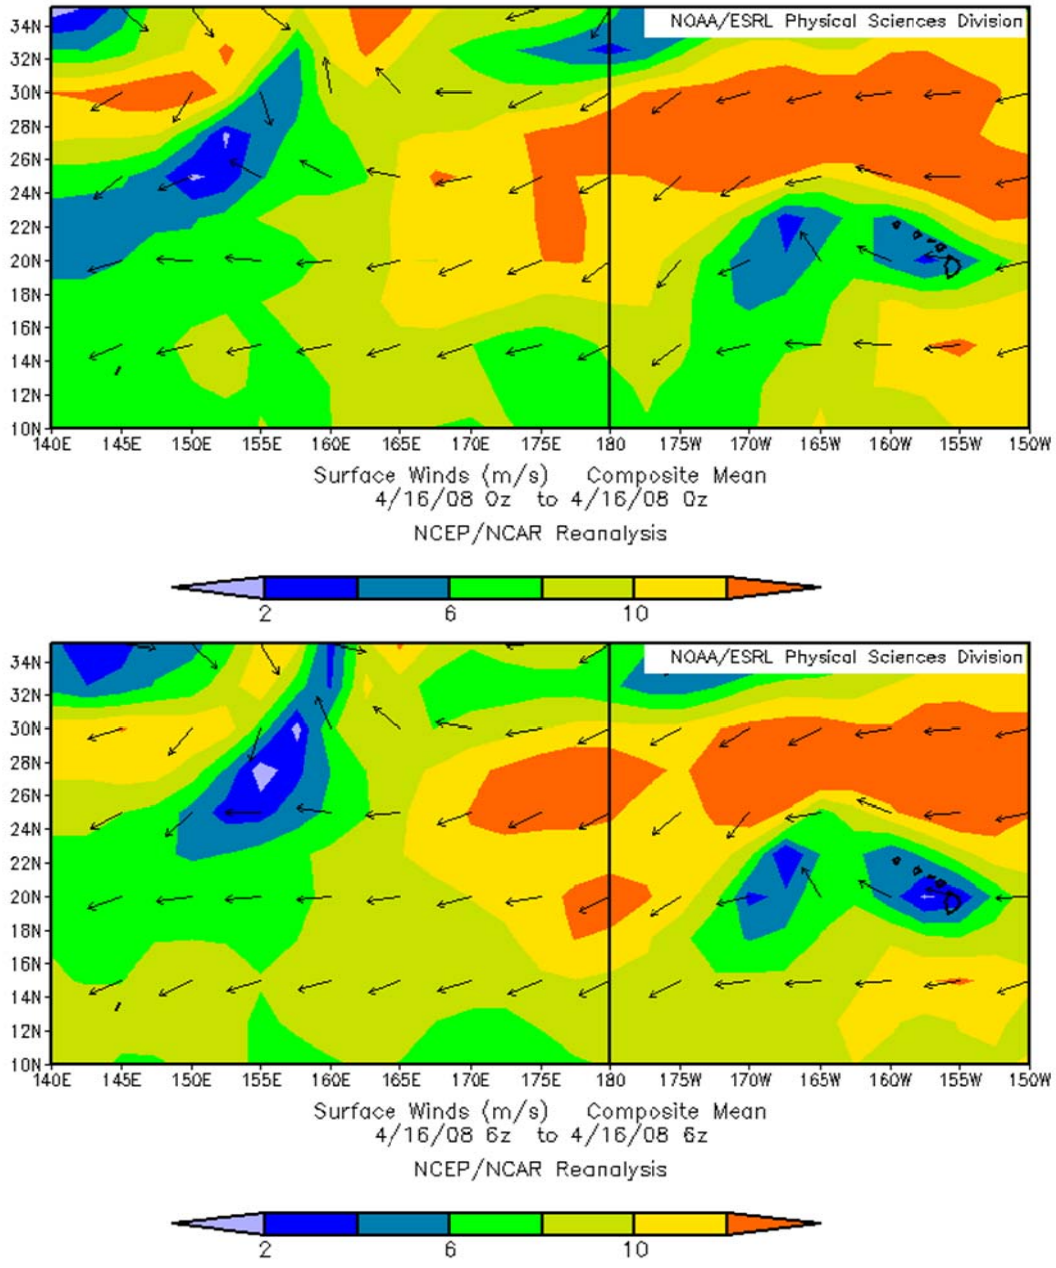 NOAA/ESRL Physical Sciences Division
34N
32N
30N
28N
26N
24N
22N
20N
18N
16N
14N
12N
10N
140E 145E 150E 155E 160E 165E 170E 175E 180 175W 170W 165W 160W 155W 150W
Surface Winds (m/s) Composite Mean
4/16/08 0z to 4/16/08 0z
NCEP/NCAR Reanalysis
2 6 10
NOAA/ESRL Physical Sciences Division
34N
32N
30N
28N
26N
24N
22N
20N
18N
16N
14N
12N
10N
140E 145E 150E 155E 160E 165E 170E 175E 180 175W 170W 165W 160W 155W 150W
Surface Winds (m/s) Composite Mean
4/16/08 6z to 4/16/08 6z
NCEP/NCAR Reanalysis
2 6 10